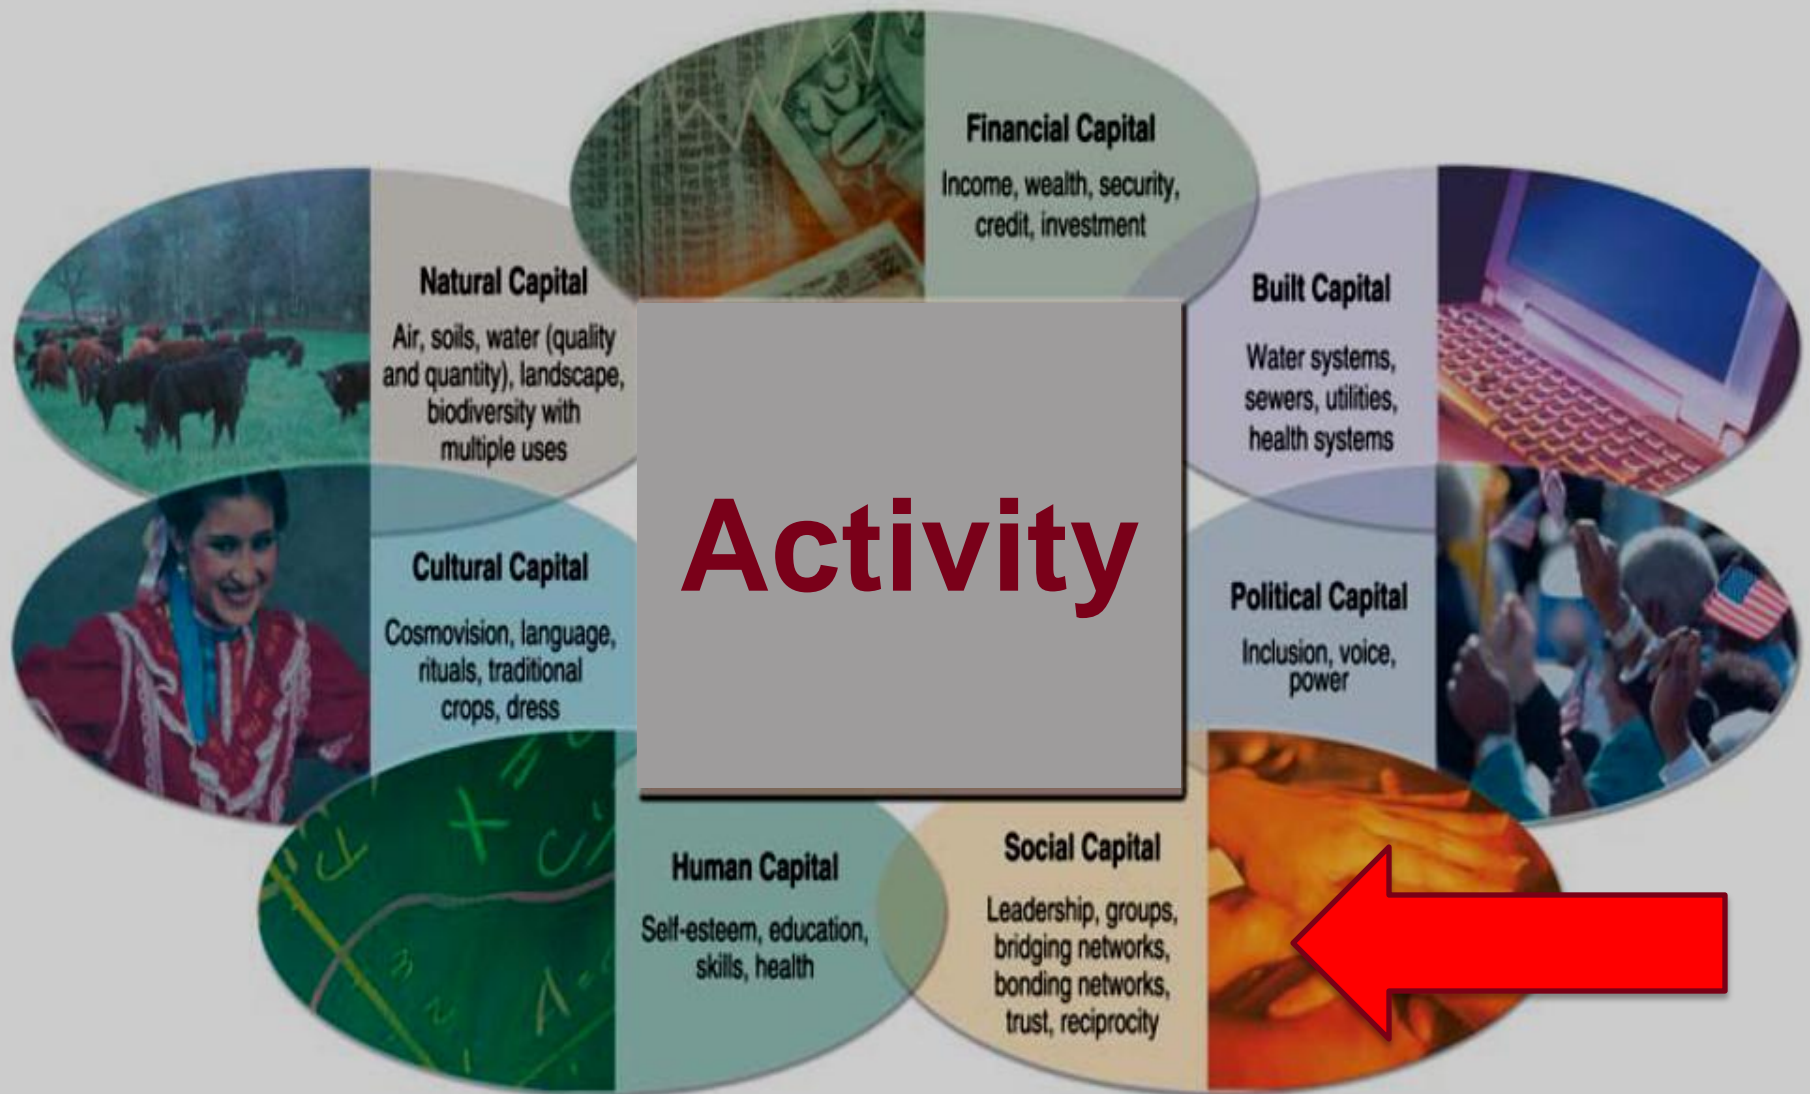 Financial Capital
Income, wealth, security,
credit, investment
Natural Capital
Air, soils, water (quality
and quantity), landscape,
biodiversity with
multiple uses
Built Capital
Water systems,
sewers, utilities,
health systems
Activity
Cultural Capital
Cosmovision, language,
rituals, traditional
crops, dress
Political Capital
Inclusion, voice,
power
Human Capital
Self-esteem, education,
skills, health
Social Capital
Leadership, groups,
bridging networks,
bonding networks,
trust, reciprocity